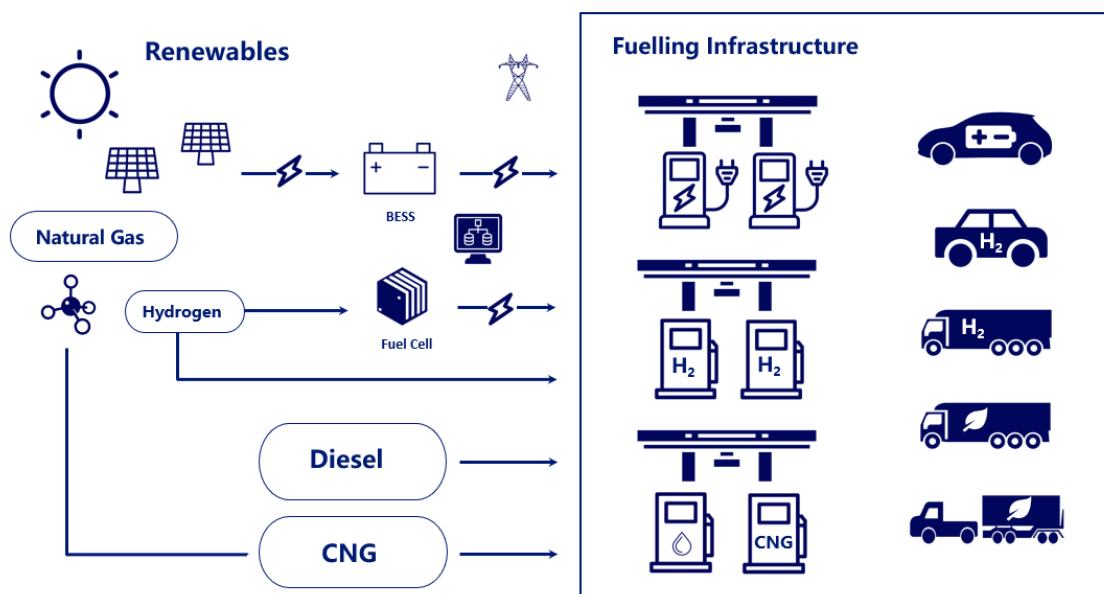 Renewables
Fuelling Infrastructure
+ −
+ −
BESS
Natural Gas
H₂
Hydrogen
Fuel Cell
H₂
H₂
H₂
Diesel
CNG
CNG